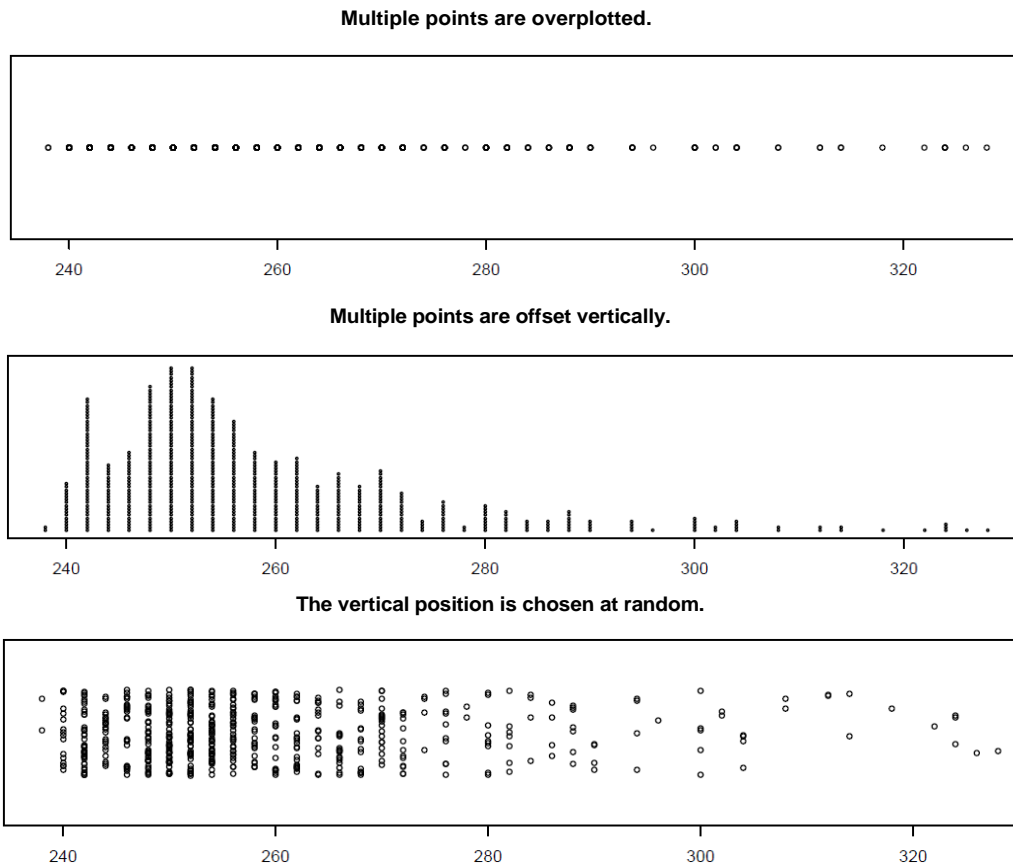 Multiple points are overplotted.
240 260 280 300 320
Multiple points are offset vertically.
240 260 280 300 320
The vertical position is chosen at random.
240 260 280 300 320